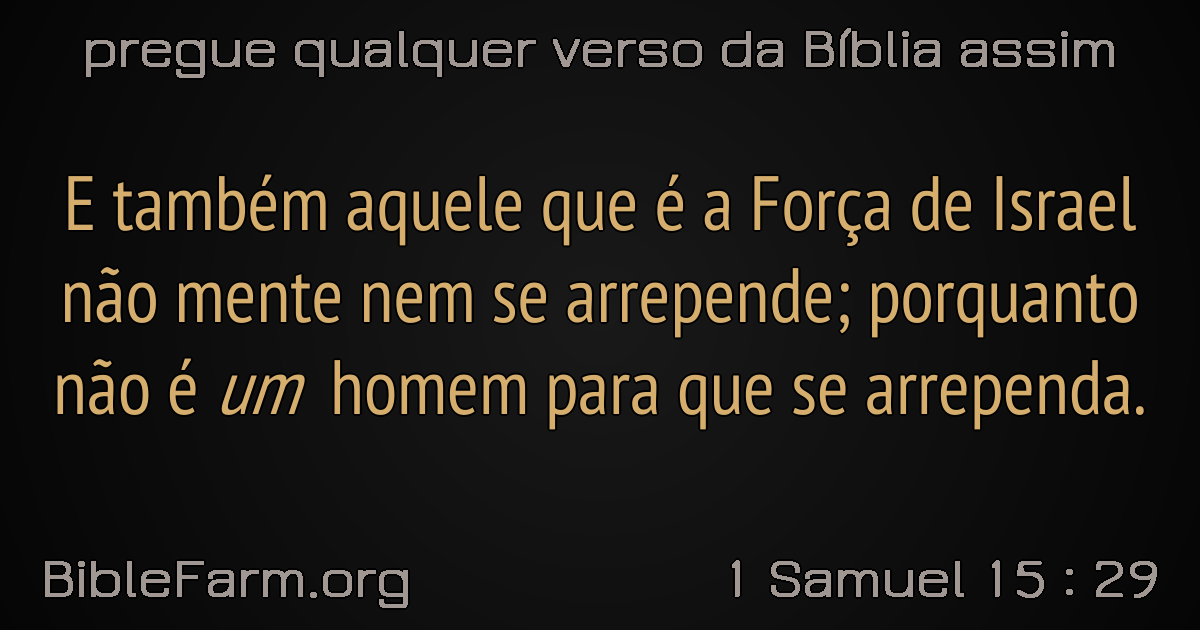 pregue qualquer verso da Bíblia assim
E também aquele que é a Força de Israel
não mente nem se arrepende; porquanto
não é um homem para que se arrependa.
BibleFarm.org
1 Samuel 15 : 29